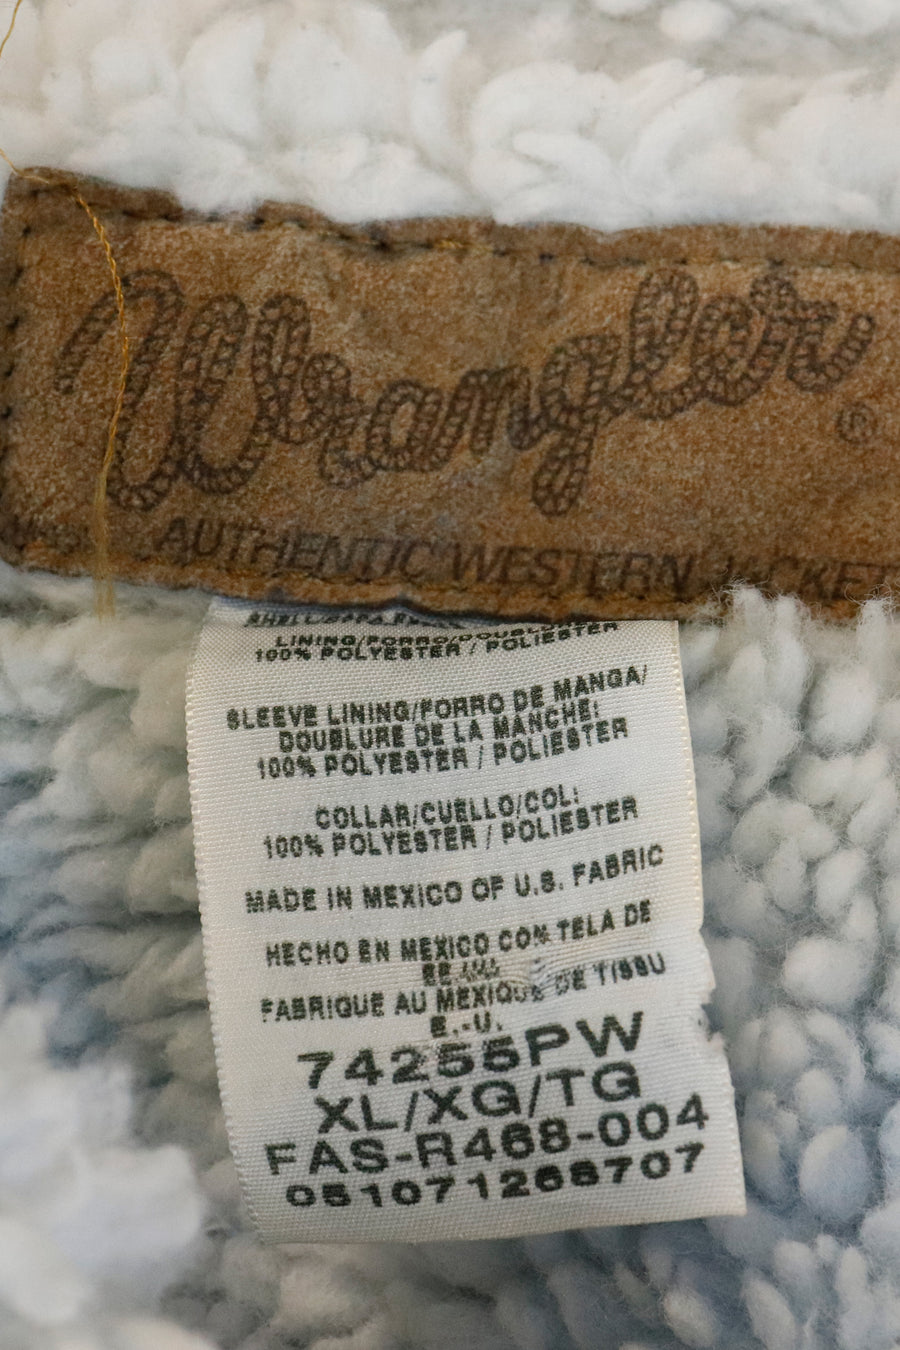 Wrangler
®
AUTHENTIC WESTERN JACKET
LINING/FORRO/DOUBLURE
100% POLYESTER / POLIESTER
SLEEVE LINING/FORRO DE MANGA/
DOUBLURE DE LA MANCHE:
100% POLYESTER / POLIESTER
COLLAR/CUELLO/COL:
100% POLYESTER / POLIESTER
MADE IN MEXICO OF U.S. FABRIC
HECHO EN MEXICO CON TELA DE
FABRIQUE AU MEXIQUE DE TISSU
E.-U.
74255PW
XL/XG/TG
FAS-R468-004